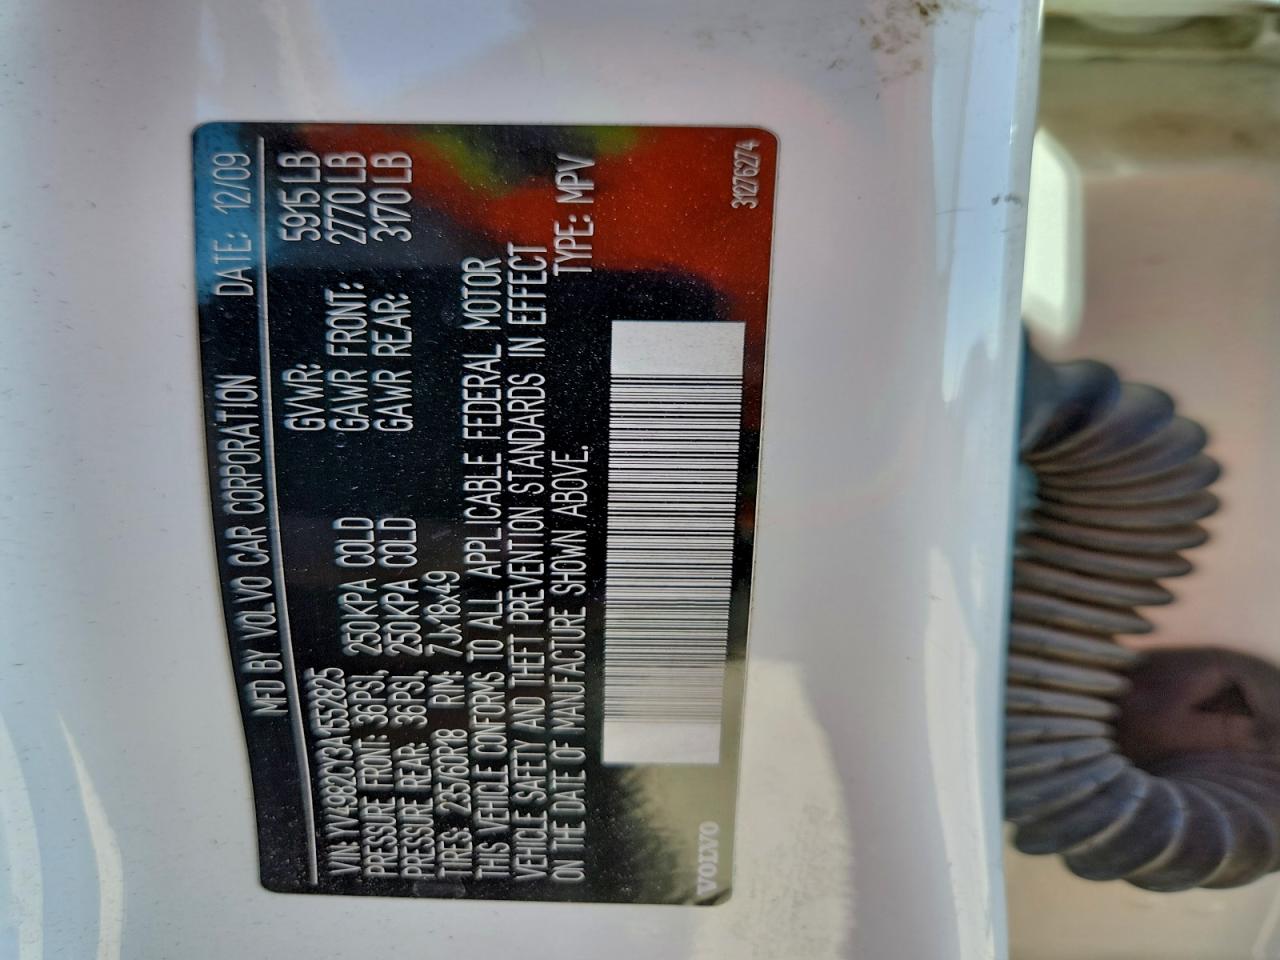 MFD BY VOLVO CAR CORPORATION DATE: 12/09
GVWR: 5915 LB
GAWR FRONT: 2770 LB
GAWR REAR: 3170 LB
VIN: YV4982CY3A1552825
PRESSURE FRONT: 36PSI, 250KPA COLD
PRESSURE REAR: 36PSI, 250KPA COLD
TIRES: 235/60R18 RIM: 7Jx18x49
THIS VEHICLE CONFORMS TO ALL APPLICABLE FEDERAL MOTOR
VEHICLE SAFETY AND THEFT PREVENTION STANDARDS IN EFFECT
ON THE DATE OF MANUFACTURE SHOWN ABOVE. TYPE: MPV
VOLVO 31276274